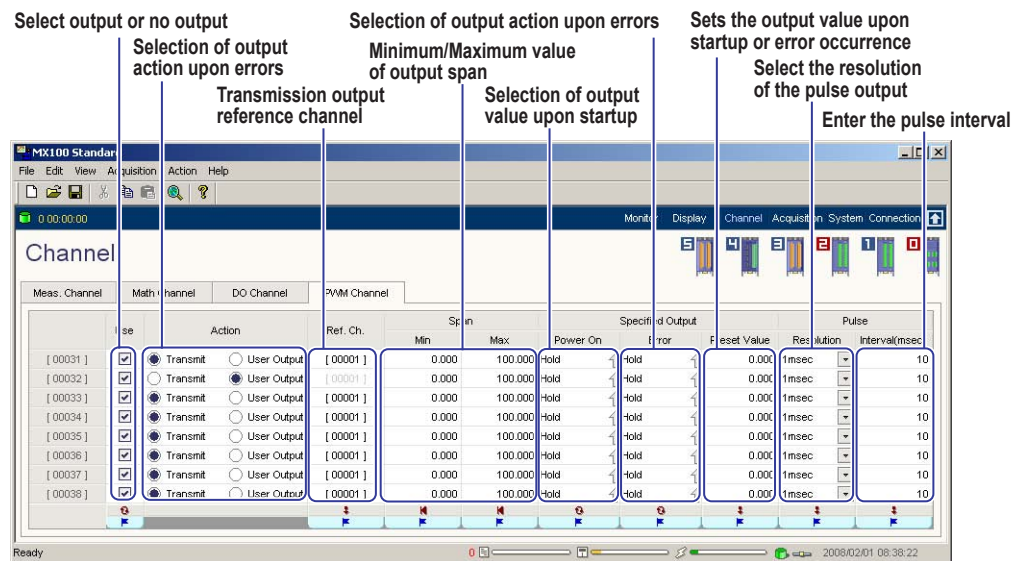 Select output or no output
Selection of output
action upon errors
Transmission output
reference channel
Selection of output action upon errors
Minimum/Maximum value
of output span
Selection of output
value upon startup
Sets the output value upon
startup or error occurrence
Select the resolution
of the pulse output
Enter the pulse interval
MX100 Standar
File Edit View Acquisition Action Help
0 00:00:00
Monitor Display Channel Acquisition System Connection
Channel
5 4 3 2 1 0
Meas. Channel Math Channel DO Channel PWM Channel
Use Action Ref. Ch. Span Specified Output Pulse
Min Max Power On Error Preset Value Resolution Interval(msec
[00031] Transmit User Output [00001] 0.000 100.000 Hold Hold 0.000 1msec 10
[00032] Transmit User Output [00001] 0.000 100.000 Hold Hold 0.000 1msec 10
[00033] Transmit User Output [00001] 0.000 100.000 Hold Hold 0.000 1msec 10
[00034] Transmit User Output [00001] 0.000 100.000 Hold Hold 0.000 1msec 10
[00035] Transmit User Output [00001] 0.000 100.000 Hold Hold 0.000 1msec 10
[00036] Transmit User Output [00001] 0.000 100.000 Hold Hold 0.000 1msec 10
[00037] Transmit User Output [00001] 0.000 100.000 Hold Hold 0.000 1msec 10
[00038] Transmit User Output [00001] 0.000 100.000 Hold Hold 0.000 1msec 10
Ready 0 2008/02/01 08:38:22